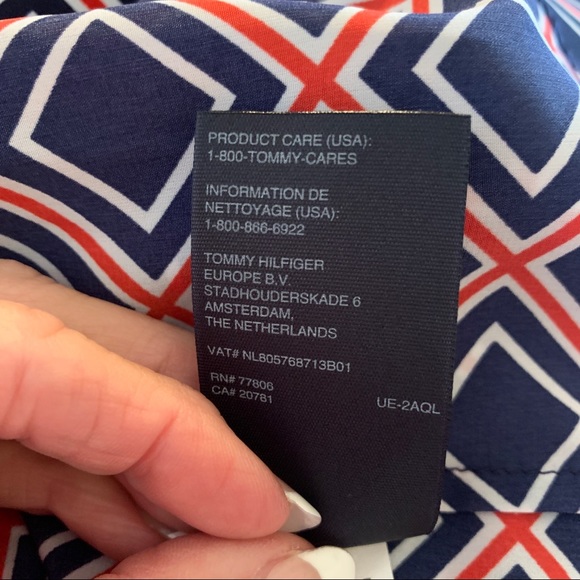 PRODUCT CARE (USA):
1-800-TOMMY-CARES
INFORMATION DE
NETTOYAGE (USA):
1-800-866-6922
TOMMY HILFIGER
EUROPE B.V.
STADHOUDERSKADE 6
AMSTERDAM,
THE NETHERLANDS
VAT# NL805768713B01
RN# 77806
CA# 20781
UE-2AQL